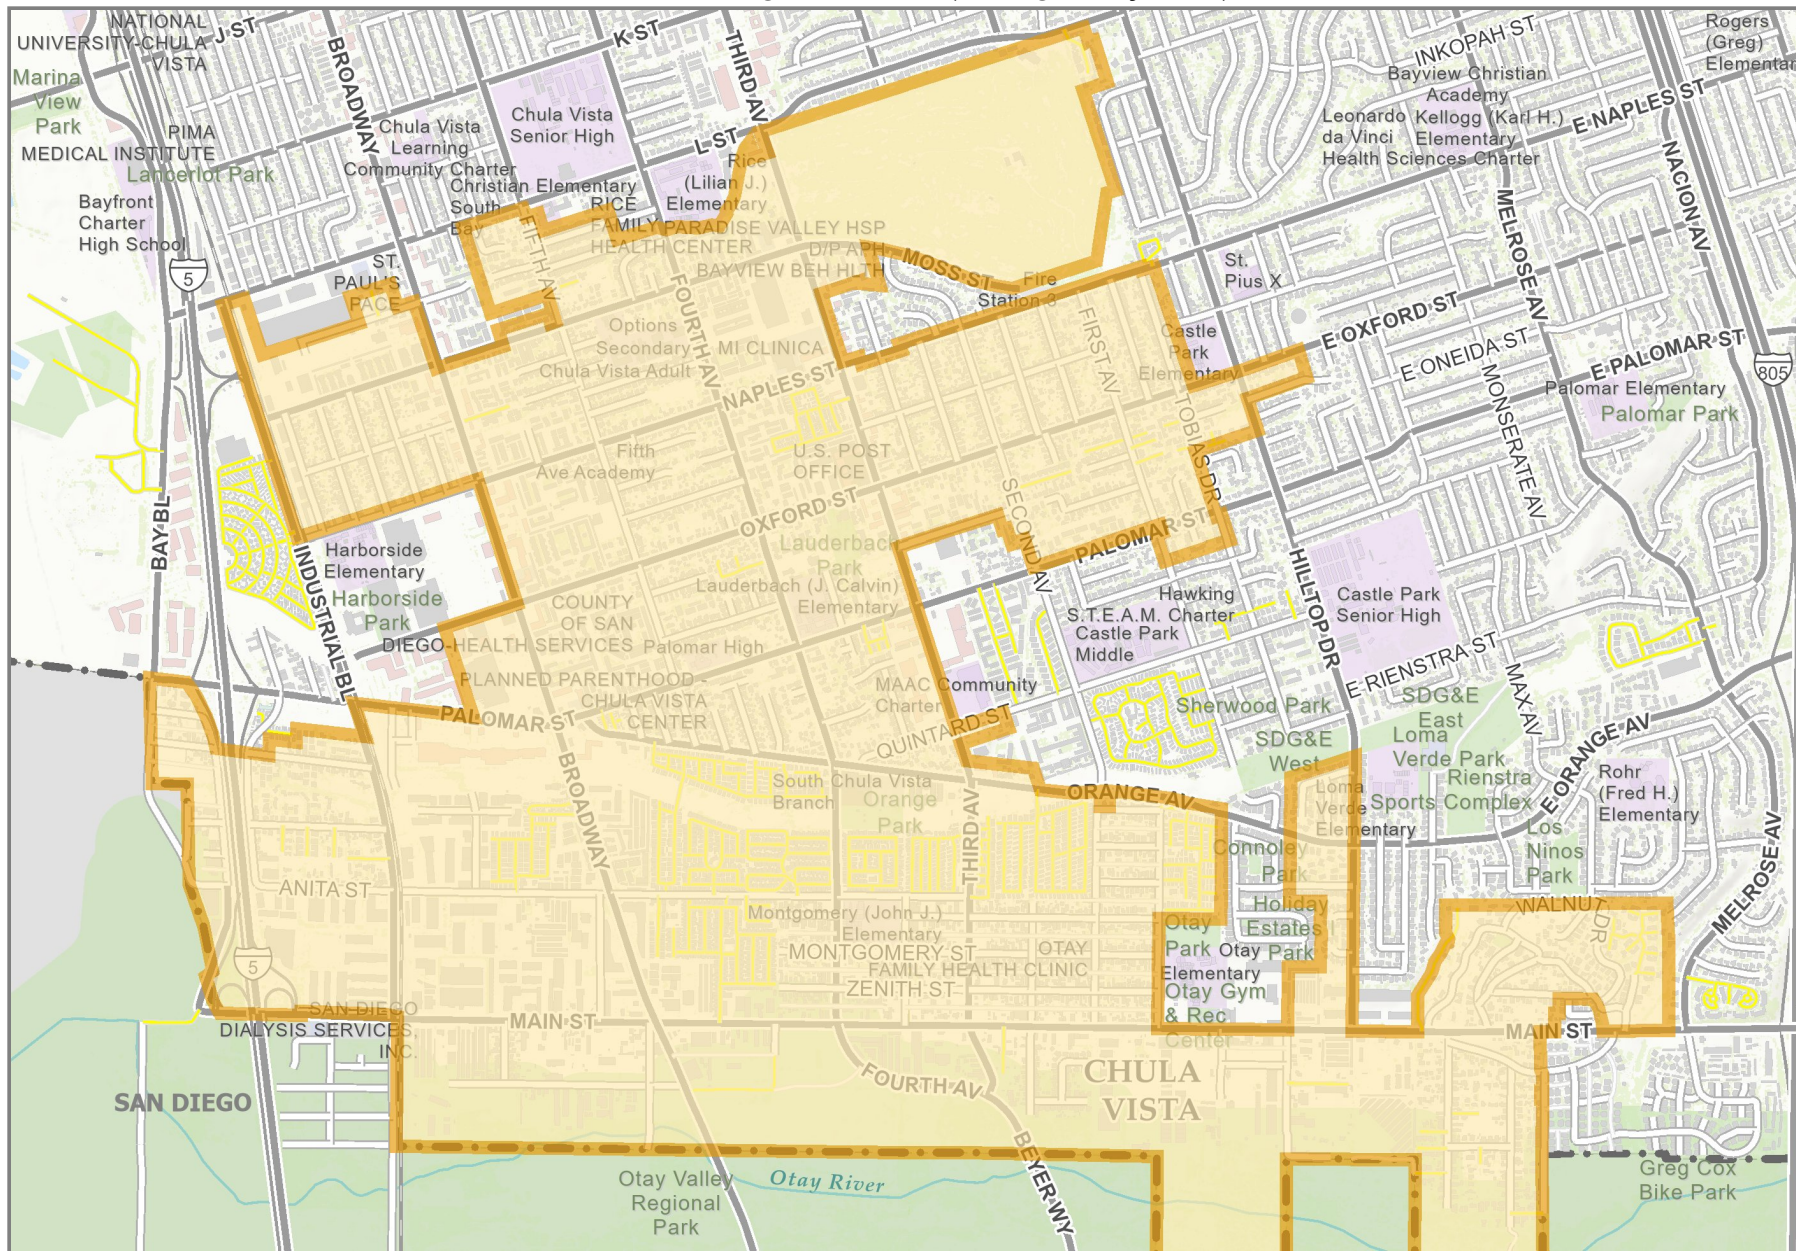 NATIONAL
UNIVERSITY-CHULA
VISTA
J ST
BROADWAY
K ST
THIRD AV
INKOPAH ST
Rogers
(Greg)
Elementar
Marina
View
Park
Bayview Christian
Academy
Leonardo
da Vinci
Health Sciences Charter
Kellogg (Karl H.)
Elementary
E NAPLES ST
Chula Vista
Senior High
Chula Vista
Learning
Community Charter
PIMA
MEDICAL INSTITUTE
Lancerlot Park
L ST
Rice
(Lilian J.)
Elementary
NACION AV
Christian Elementary
South
Bay
RICE
FAMILY
HEALTH CENTER
Bayfront
Charter
High School
MELROSE AV
FIFTH AV
PARADISE VALLEY HSP
D/P APH
BAYVIEW BEH HLTH
MOSS ST
Fire
Station 3
St.
Pius X
5
ST.
PAUL'S
PACE
FOURTH AV
Options
Secondary
Chula Vista Adult
MI CLINICA
NAPLES ST
FIRST AV
Castle
Park
Elementary
E OXFORD ST
E ONEIDA ST
E PALOMAR ST
805
MONSERATE AV
Palomar Elementary
Palomar Park
TOBIAS DR
Fifth
Ave Academy
U.S. POST
OFFICE
BAY BL
SECOND AV
OXFORD ST
PALOMAR ST
Lauderbach
Park
Lauderbach (J. Calvin)
Elementary
Harborside
Elementary
Harborside
Park
INDUSTRIAL BL
HILLTOP DR
COUNTY
OF SAN
DIEGO-HEALTH SERVICES
Palomar High
Hawking
S.T.E.A.M. Charter
Castle Park
Middle
Castle Park
Senior High
E RIENSTRA ST
MAX AV
PLANNED PARENTHOOD -
CHULA VISTA
CENTER
MAAC Community
Charter
PALOMAR ST
QUINTARD ST
Sherwood Park
SDG&E
West
SDG&E
East
Loma
Verde Park
Rienstra
Sports Complex
E ORANGE AV
BROADWAY
South Chula Vista
Branch
Orange
Park
THIRD AV
ORANGE AV
Loma
Verde
Elementary
Rohr
(Fred H.)
Elementary
Los
Ninos
Park
Connoley
Park
MELROSE AV
ANITA ST
Montgomery (John J.)
Elementary
MONTGOMERY ST
OTAY
FAMILY HEALTH CLINIC
ZENITH ST
Holiday
Estates
Park
Otay
Park
Otay
Elementary
Otay Gym
& Rec
Center
WALNUT DR
5
SAN DIEGO
DIALYSIS SERVICES,
INC.
MAIN ST
MAIN ST
SAN DIEGO
FOURTH AV
CHULA
VISTA
BEYER WY
Otay Valley
Regional
Park
Otay River
Greg Cox
Bike Park